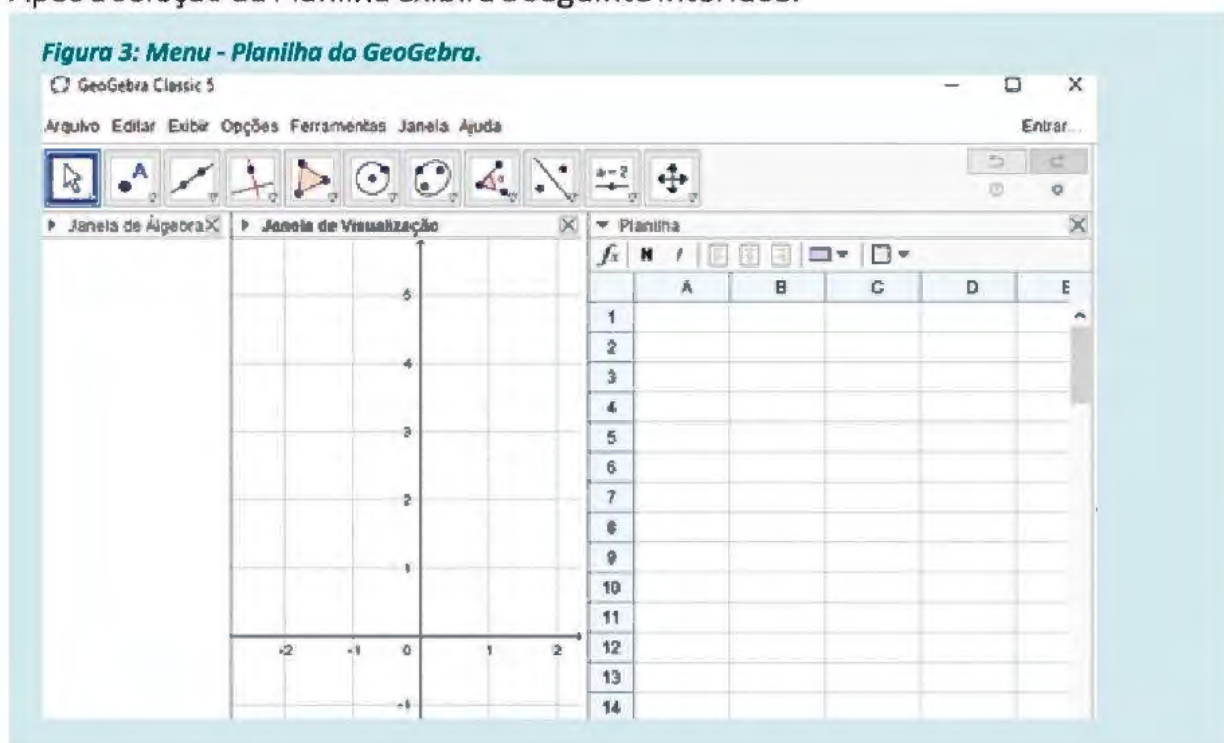 Figura 3: Menu - Planilha do GeoGebra.
GeoGebra Classic 5
Arquivo Editar Exibir Opções Ferramentas Janela Ajuda
Entrar...
A
a = 2
Janela de Álgebra
Janela de Visualização
Planilha
fx N I
A B C D E
1
2
3
4
5
6
7
8
9
10
11
12
13
14
5
4
3
2
1
-2 -1 0 1 2
-1